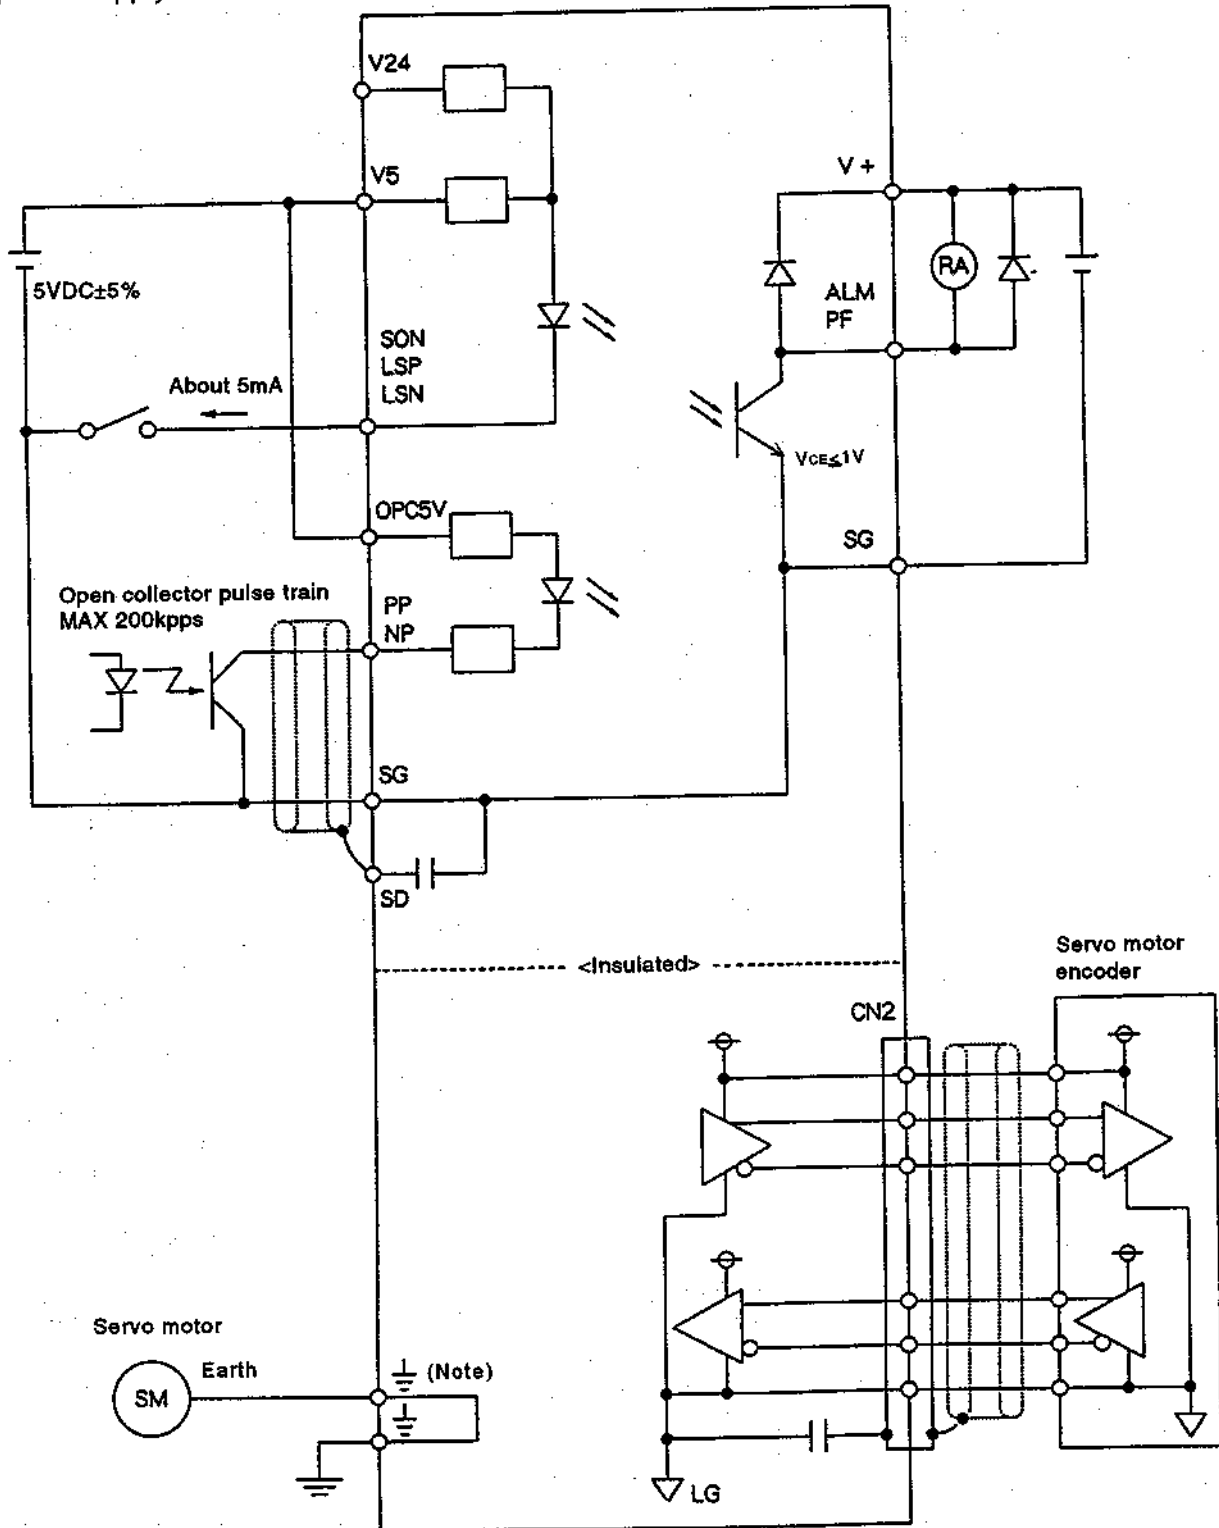 V24
V5
V +
5VDC±5%
RA
ALM
PF
SON
LSP
LSN
About 5mA
VCE≦1V
OPC5V
SG
Open collector pulse train
MAX 200kpps
PP
NP
SG
SD
<Insulated>
Servo motor
encoder
CN2
Servo motor
Earth
(Note)
SM
LG